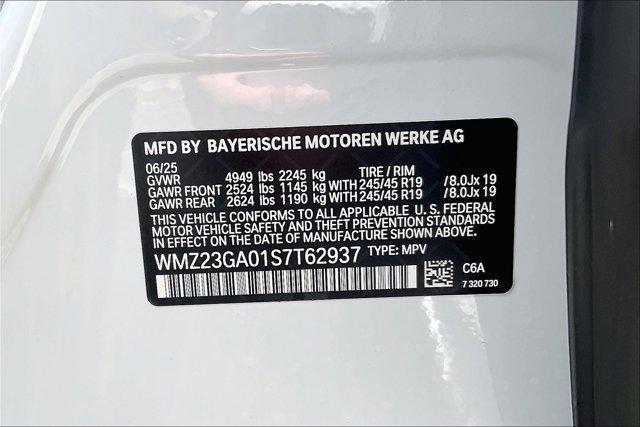 MFD BY BAYERISCHE MOTOREN WERKE AG
06/25
GVWR 4949 lbs 2245 kg TIRE / RIM
GAWR FRONT 2524 lbs 1145 kg WITH 245/45 R19 /8.0Jx 19
GAWR REAR 2624 lbs 1190 kg WITH 245/45 R19 /8.0Jx 19
THIS VEHICLE CONFORMS TO ALL APPLICABLE U. S. FEDERAL
MOTOR VEHICLE SAFETY AND THEFT PREVENTION STANDARDS
IN EFFECT ON THE DATE OF MANUFACTURE SHOWN ABOVE.
WMZ23GA01S7T62937 TYPE: MPV
C6A
7 320 730